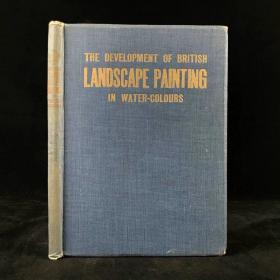 THE DEVELOPMENT OF BRITISH
LANDSCAPE PAINTING
IN WATER-COLOURS